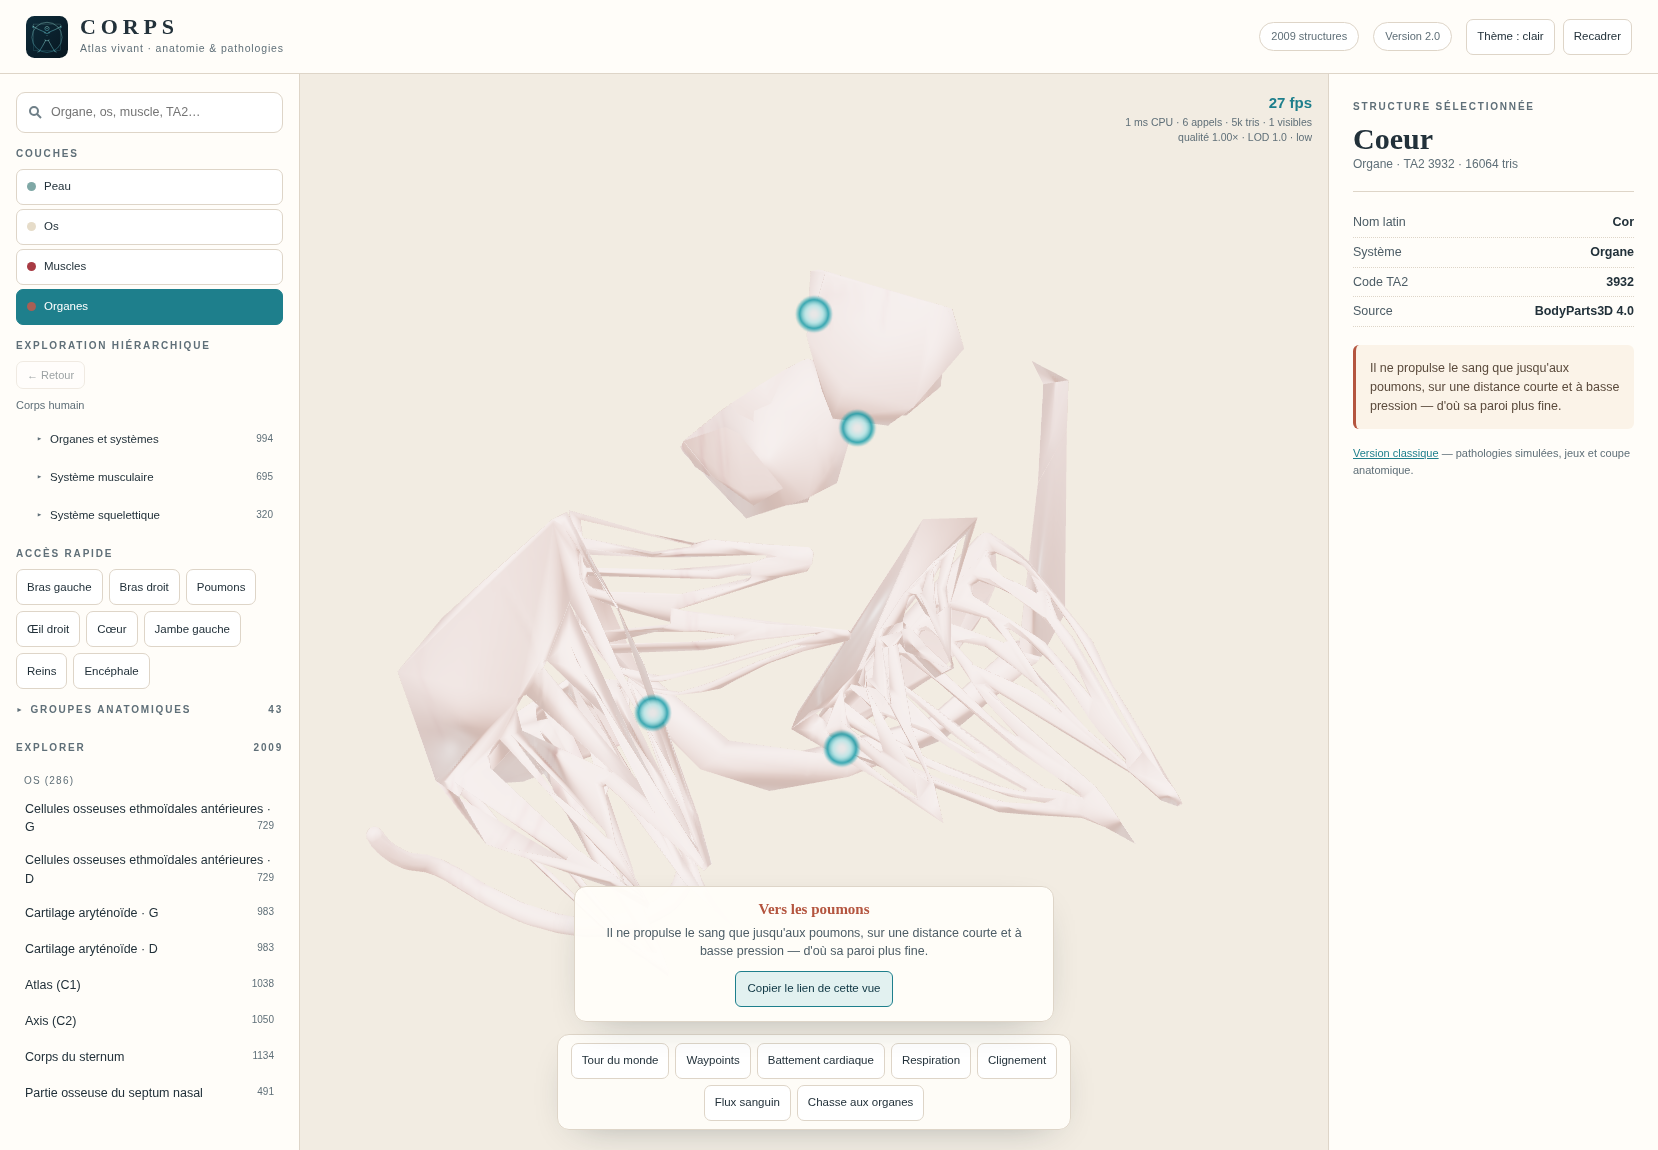 CORPS
Atlas vivant · anatomie & pathologies
2009 structures
Version 2.0
Thème : clair
Recadrer
Organe, os, muscle, TA2…
COUCHES
Peau
Os
Muscles
Organes
EXPLORATION HIÉRARCHIQUE
← Retour
Corps humain
Organes et systèmes 994
Système musculaire 695
Système squelettique 320
ACCÈS RAPIDE
Bras gauche
Bras droit
Poumons
Œil droit
Cœur
Jambe gauche
Reins
Encéphale
GROUPES ANATOMIQUES 43
EXPLORER 2009
OS (286)
Cellules osseuses ethmoïdales antérieures ·
G 729
Cellules osseuses ethmoïdales antérieures ·
D 729
Cartilage aryténoïde · G 983
Cartilage aryténoïde · D 983
Atlas (C1) 1038
Axis (C2) 1050
Corps du sternum 1134
Partie osseuse du septum nasal 491
27 fps
1 ms CPU · 6 appels · 5k tris · 1 visibles
qualité 1.00× · LOD 1.0 · low
Vers les poumons
Il ne propulse le sang que jusqu'aux poumons, sur une distance courte et à
basse pression — d'où sa paroi plus fine.
Copier le lien de cette vue
Tour du monde
Waypoints
Battement cardiaque
Respiration
Clignement
Flux sanguin
Chasse aux organes
STRUCTURE SÉLECTIONNÉE
Coeur
Organe · TA2 3932 · 16064 tris
Nom latin Cor
Système Organe
Code TA2 3932
Source BodyParts3D 4.0
Il ne propulse le sang que jusqu'aux
poumons, sur une distance courte et à basse
pression — d'où sa paroi plus fine.
Version classique — pathologies simulées, jeux et coupe
anatomique.